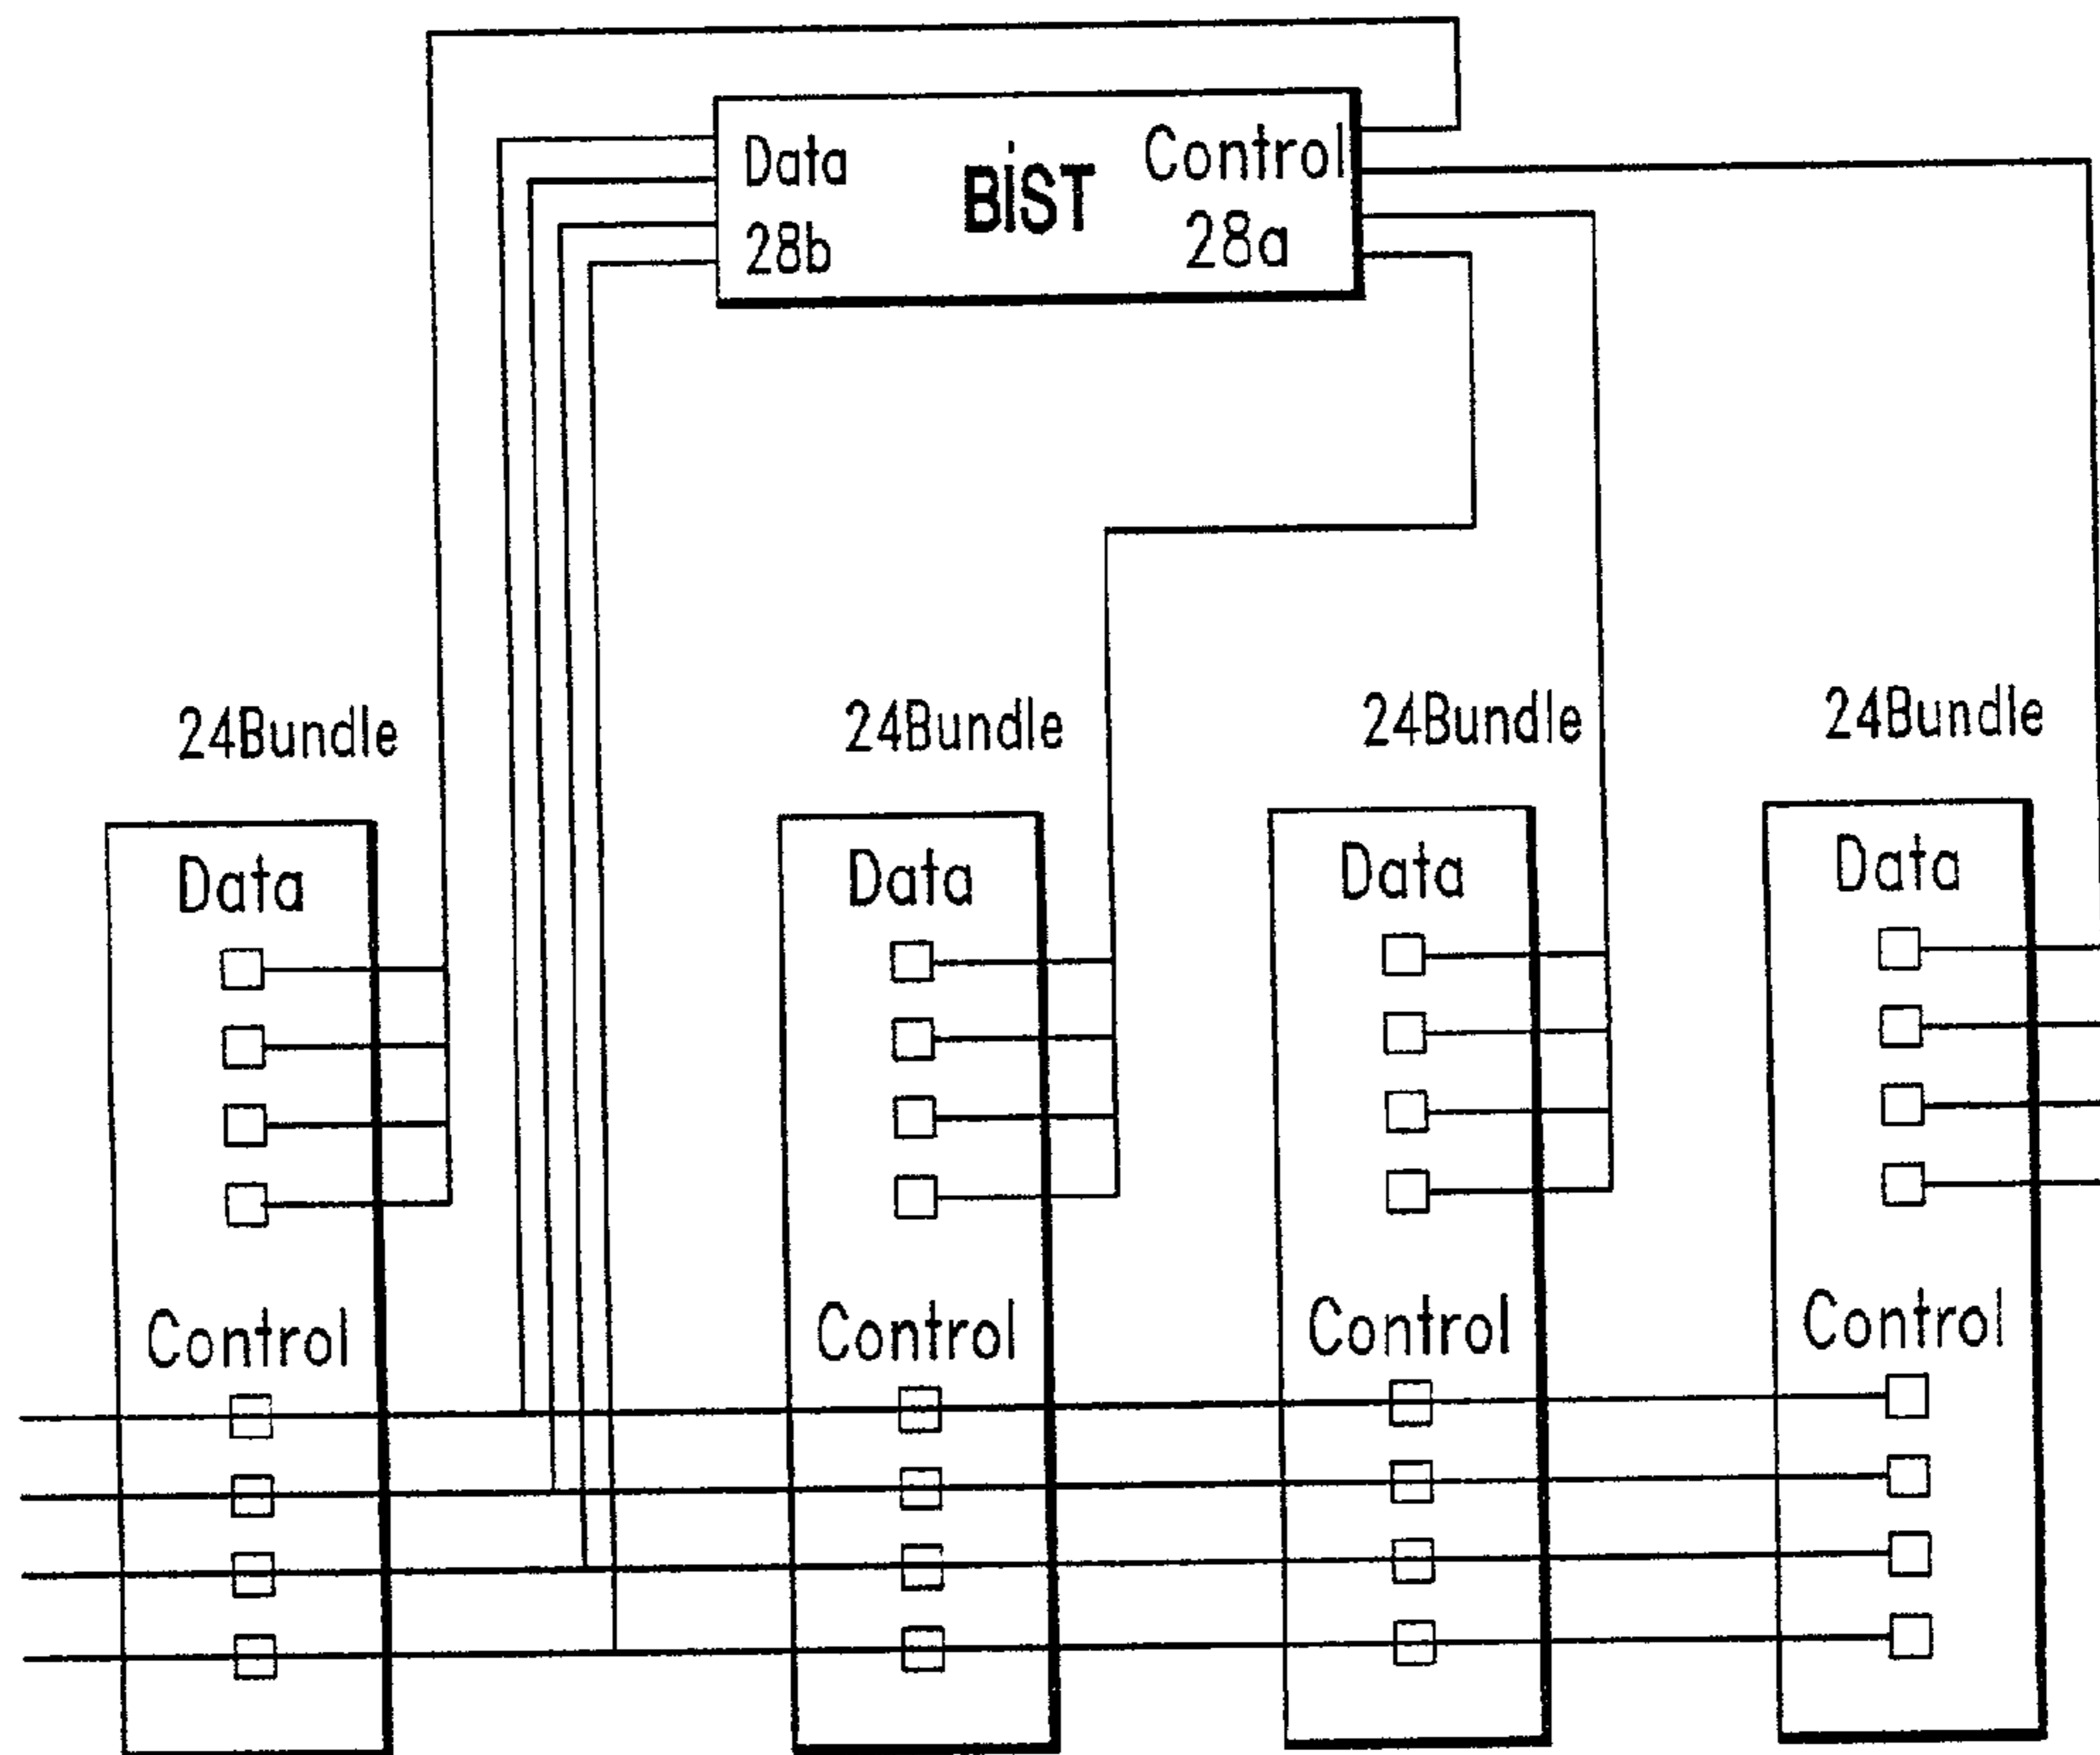 Data BIST Control
28b 28a
24Bundle 24Bundle 24Bundle 24Bundle
Data Data Data Data
Control Control Control Control